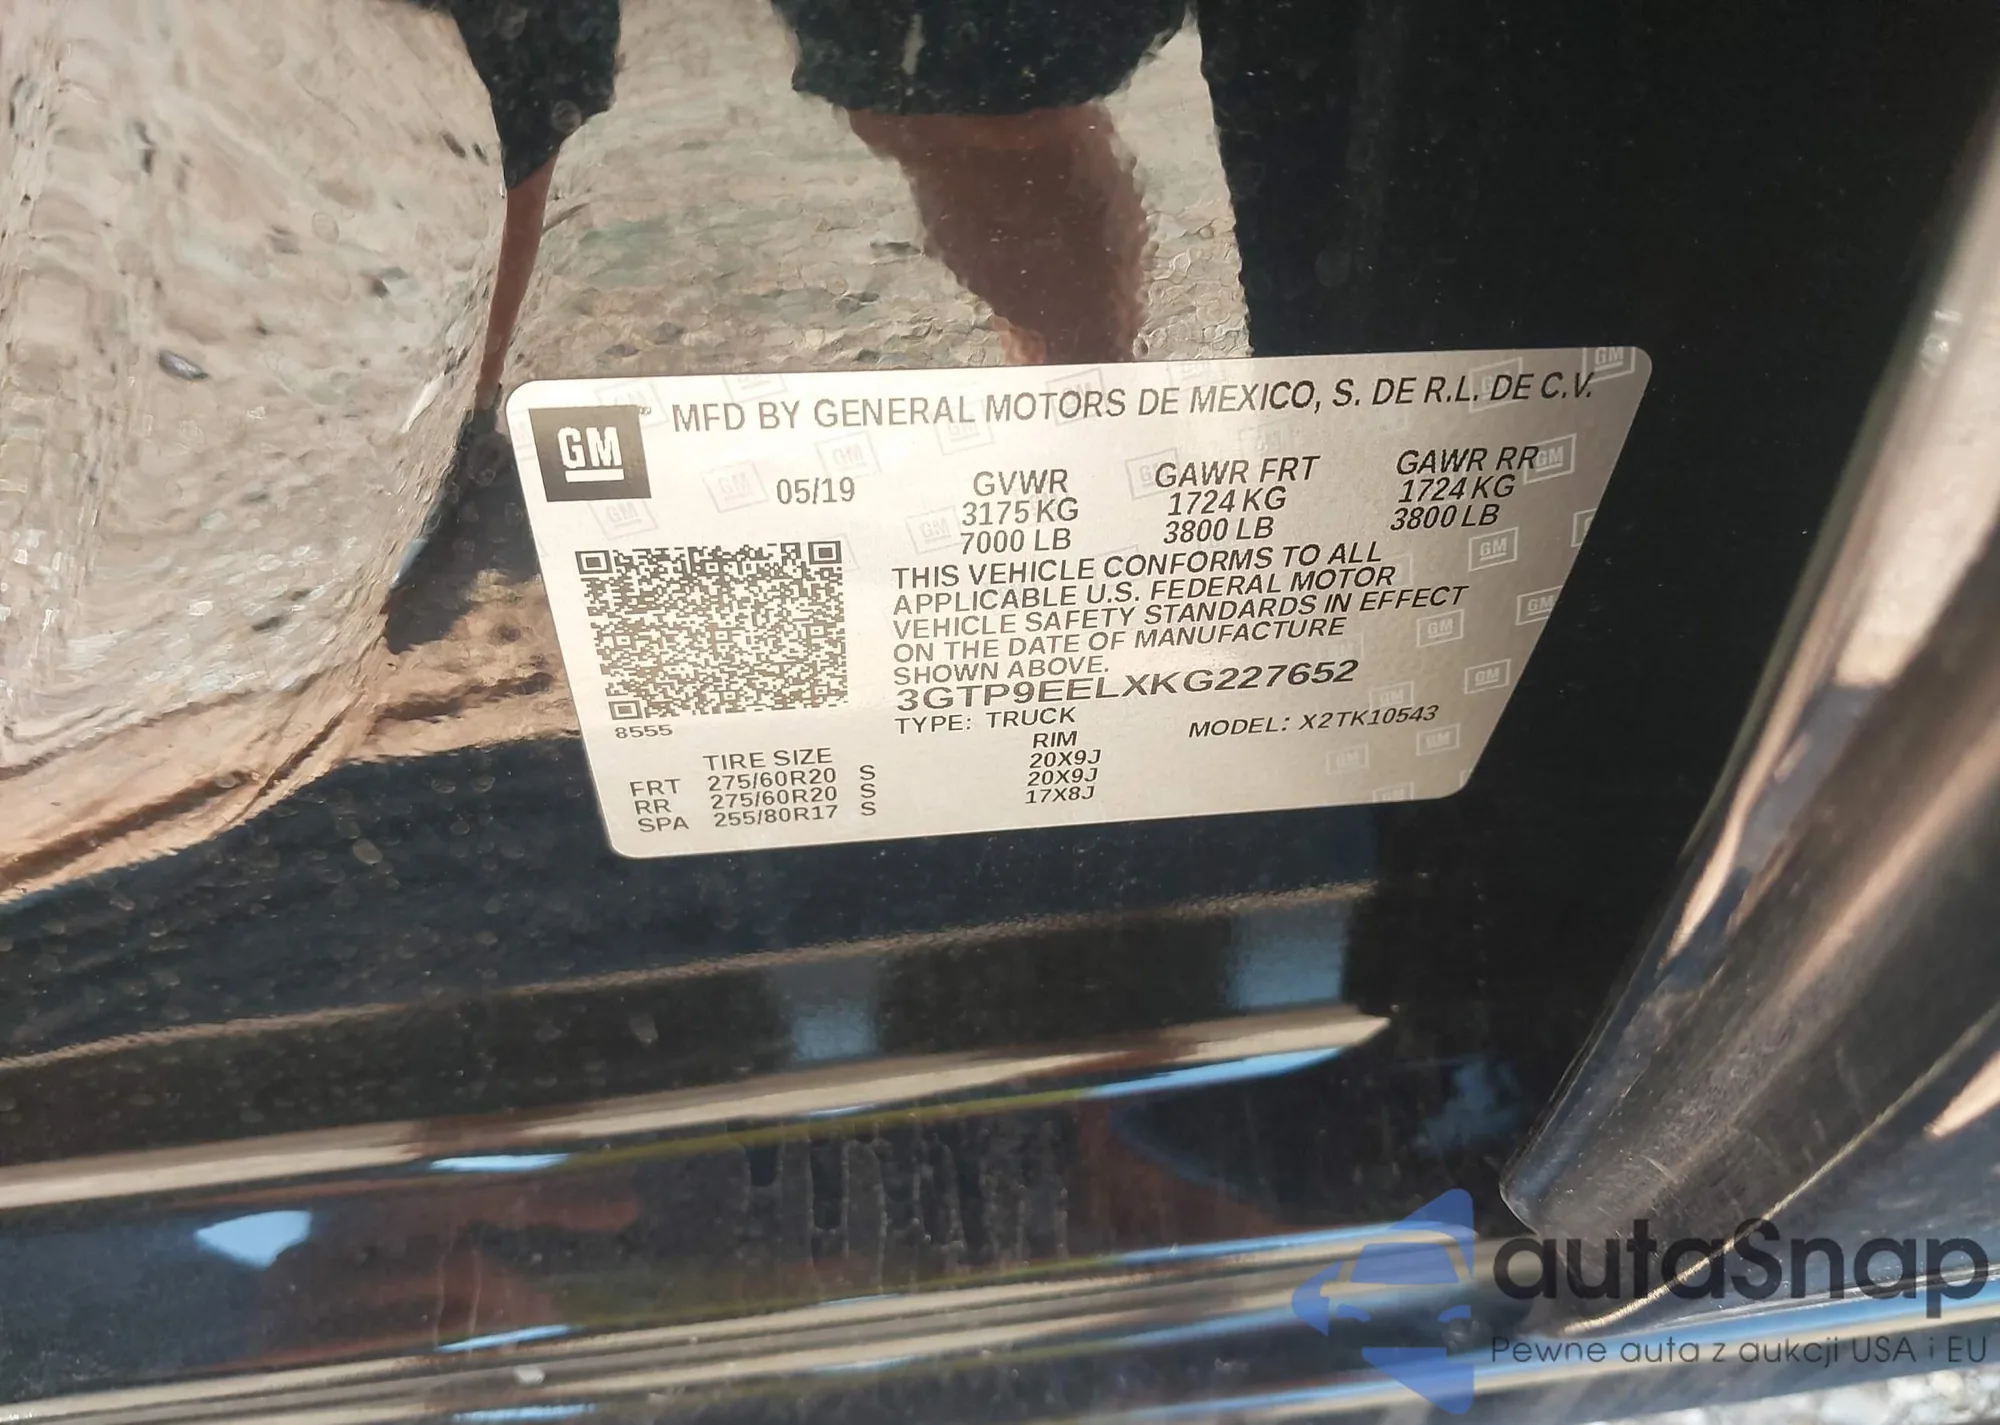 GM
MFD BY GENERAL MOTORS DE MEXICO, S. DE R.L. DE C.V.
05/19
GVWR GAWR FRT GAWR RR
3175 KG 1724 KG 1724 KG
7000 LB 3800 LB 3800 LB
THIS VEHICLE CONFORMS TO ALL
APPLICABLE U.S. FEDERAL MOTOR
VEHICLE SAFETY STANDARDS IN EFFECT
ON THE DATE OF MANUFACTURE
SHOWN ABOVE.
3GTP9EELXKG227652
8555
TYPE: TRUCK MODEL: X2TK10543
TIRE SIZE RIM
FRT 275/60R20 S 20X9J
RR 275/60R20 S 20X9J
SPA 255/80R17 S 17X8J
autaSnap
Pewne auta z aukcji USA i EU